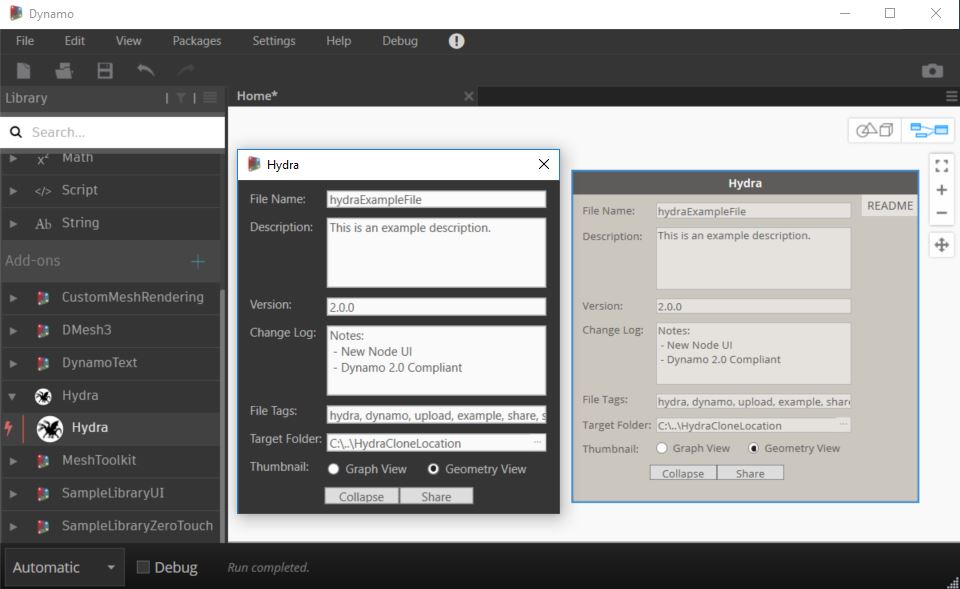 Dynamo
File Edit View Packages Settings Help Debug
Library
Home*
Search...
Math
</> Script
Ab String
Add-ons
CustomMeshRendering
DMesh3
DynamoText
Hydra
Hydra
MeshToolkit
SampleLibraryUI
SampleLibraryZeroTouch
Hydra
File Name: hydraExampleFile
Description: This is an example description.
Version: 2.0.0
Change Log: Notes:
- New Node UI
- Dynamo 2.0 Compliant
File Tags: hydra, dynamo, upload, example, share, s
Target Folder: C:\..\HydraCloneLocation ...
Thumbnail: Graph View Geometry View
Collapse Share
Hydra
README
File Name: hydraExampleFile
Description: This is an example description.
Version: 2.0.0
Change Log: Notes:
- New Node UI
- Dynamo 2.0 Compliant
File Tags: hydra, dynamo, upload, example, share
Target Folder: C:\..\HydraCloneLocation ...
Thumbnail: Graph View Geometry View
Collapse Share
Automatic Debug Run completed.